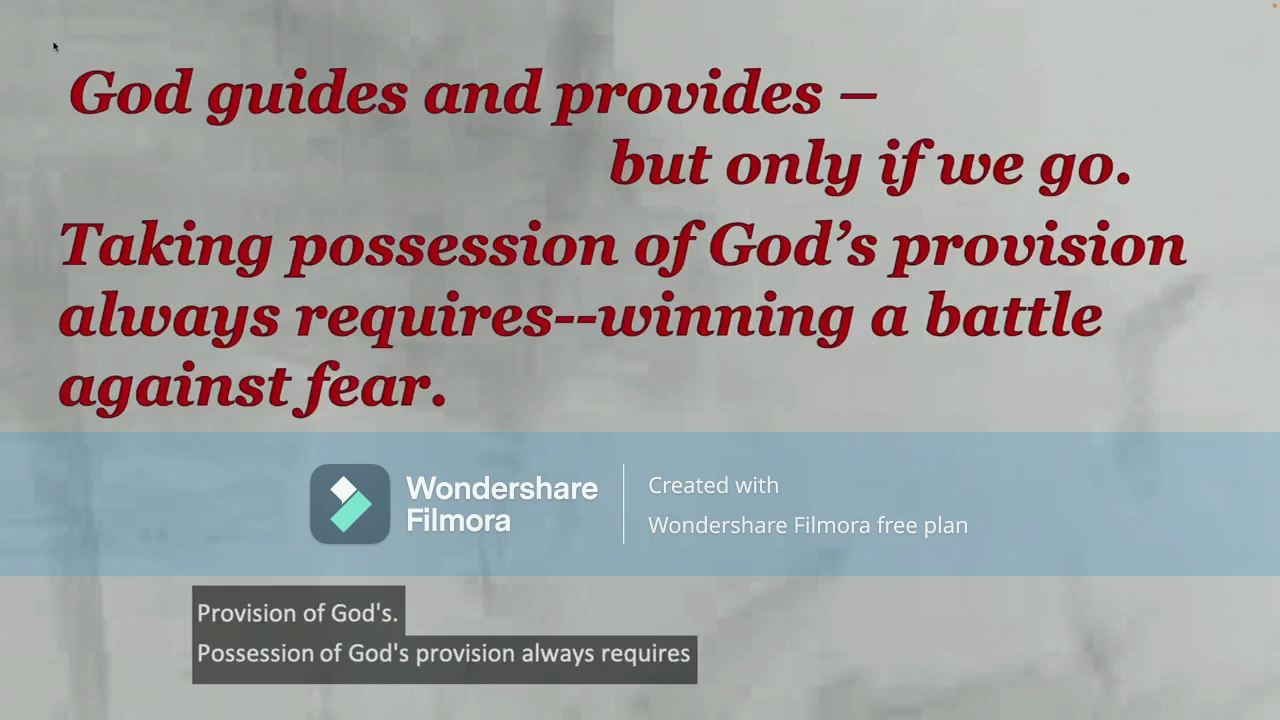 God guides and provides –
but only if we go.
Taking possession of God’s provision
always requires--winning a battle
against fear.
Wondershare
Filmora
Created with
Wondershare Filmora free plan
Provision of God's.
Possession of God's provision always requires